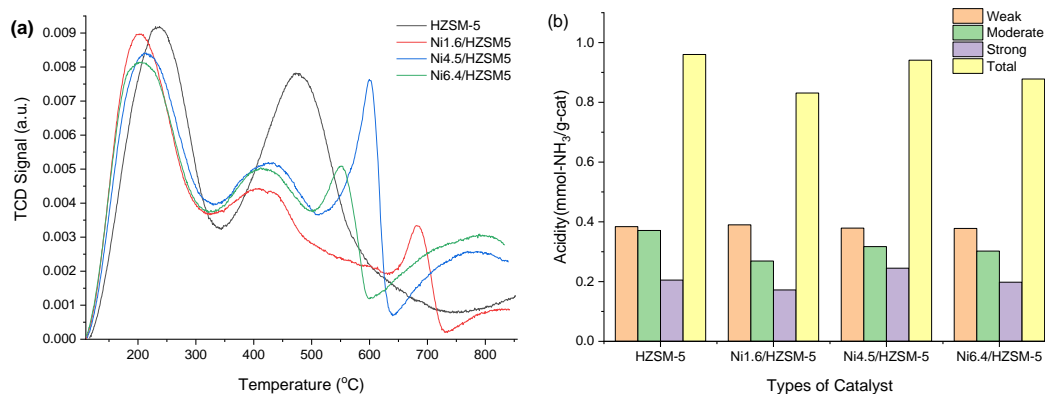 (a)
HZSM-5
Ni1.6/HZSM5
Ni4.5/HZSM5
Ni6.4/HZSM5
0.009
0.008
0.007
0.006
0.005
0.004
0.003
0.002
0.001
0.000
TCD Signal (a.u.)
200 300 400 500 600 700 800
Temperature (°C)
(b)
Weak
Moderate
Strong
Total
1.0
0.8
0.6
0.4
0.2
0.0
Acidity(mmol-NH₃/g-cat)
HZSM-5 Ni1.6/HZSM-5 Ni4.5/HZSM-5 Ni6.4/HZSM-5
Types of Catalyst